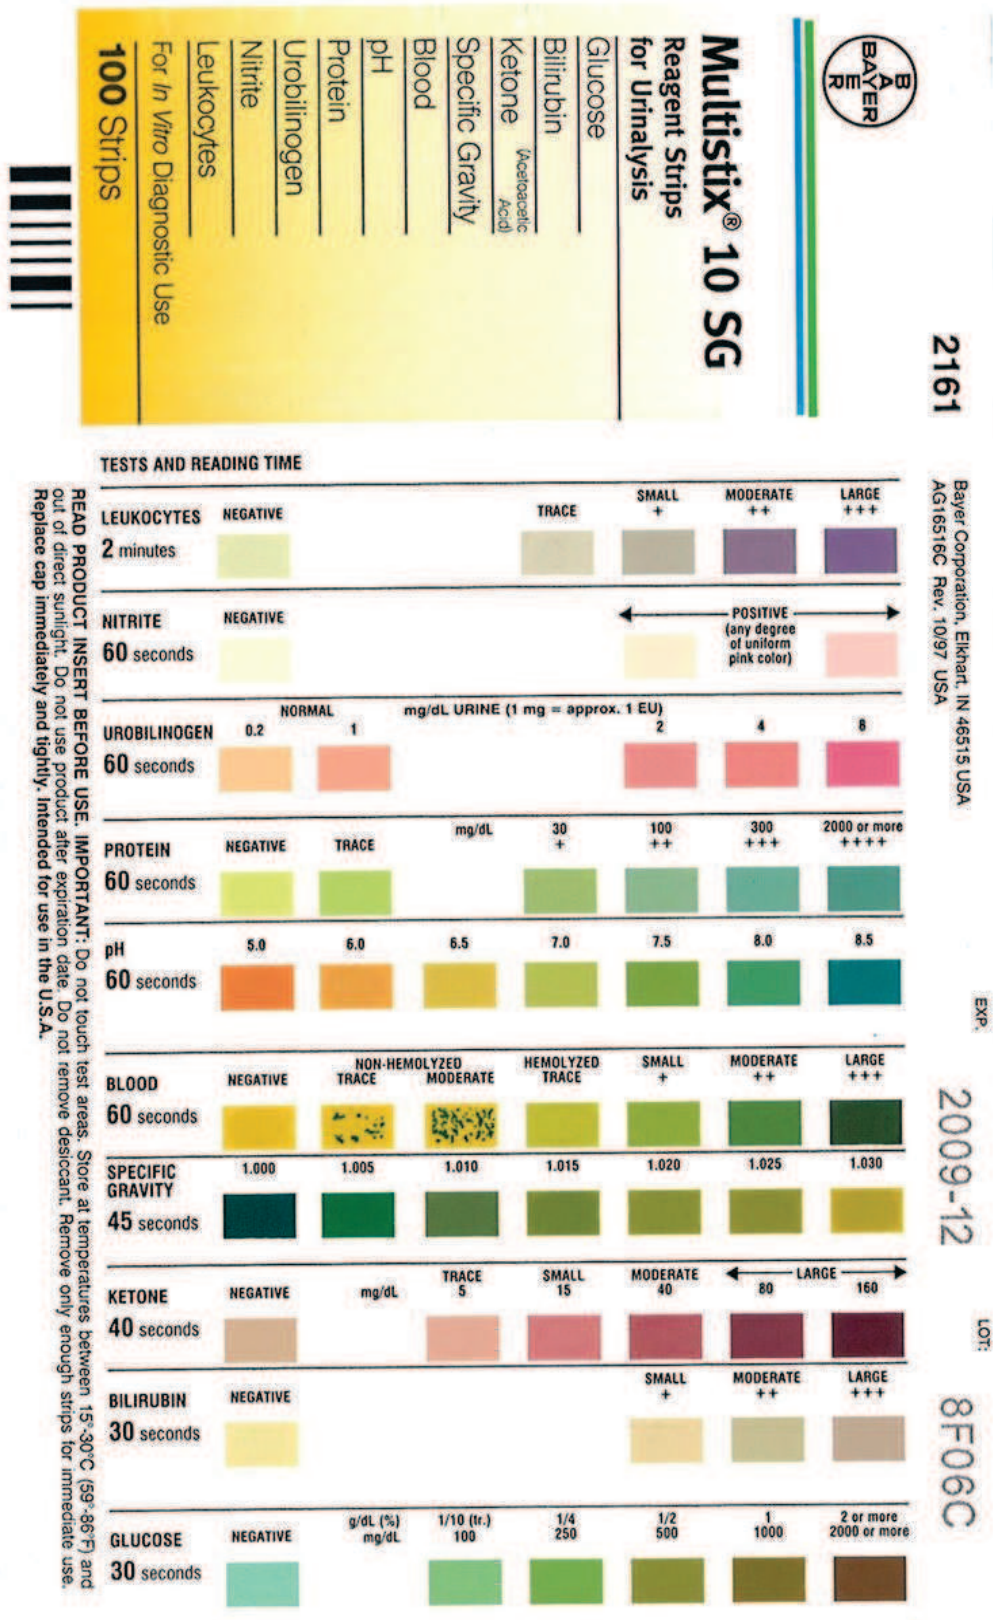 BAYER
BAYER
Multistix® 10 SG
Reagent Strips
for Urinalysis
Glucose
Bilirubin
Ketone (Acetoacetic
Acid)
Specific Gravity
Blood
pH
Protein
Urobilinogen
Nitrite
Leukocytes
For In Vitro Diagnostic Use
100 Strips
2161
Bayer Corporation, Elkhart, IN 46515 USA
AG16516C Rev. 10/97 USA
EXP.
2009-12
LOT:
8F06C
TESTS AND READING TIME
LEUKOCYTES
2 minutes
NEGATIVE
TRACE
SMALL
+
MODERATE
++
LARGE
+++
NITRITE
60 seconds
NEGATIVE
POSITIVE
(any degree
of uniform
pink color)
UROBILINOGEN
60 seconds
NORMAL
mg/dL URINE (1 mg = approx. 1 EU)
0.2 1 2 4 8
PROTEIN
60 seconds
NEGATIVE
TRACE
mg/dL
30
+
100
++
300
+++
2000 or more
++++
pH
60 seconds
5.0 6.0 6.5 7.0 7.5 8.0 8.5
BLOOD
60 seconds
NEGATIVE
NON-HEMOLYZED
TRACE MODERATE
HEMOLYZED
TRACE
SMALL
+
MODERATE
++
LARGE
+++
SPECIFIC
GRAVITY
45 seconds
1.000 1.005 1.010 1.015 1.020 1.025 1.030
KETONE
40 seconds
NEGATIVE
mg/dL
TRACE
5
SMALL
15
MODERATE
40
LARGE
80 160
BILIRUBIN
30 seconds
NEGATIVE
SMALL
+
MODERATE
++
LARGE
+++
GLUCOSE
30 seconds
NEGATIVE
g/dL (%)
mg/dL
1/10 (tr.)
100
1/4
250
1/2
500
1
1000
2 or more
2000 or more
READ PRODUCT INSERT BEFORE USE. IMPORTANT: Do not touch test areas. Store at temperatures between 15°-30°C (59°-86°F) and
out of direct sunlight. Do not use product after expiration date. Do not remove desiccant. Remove only enough strips for immediate use.
Replace cap immediately and tightly. Intended for use in the U.S.A.